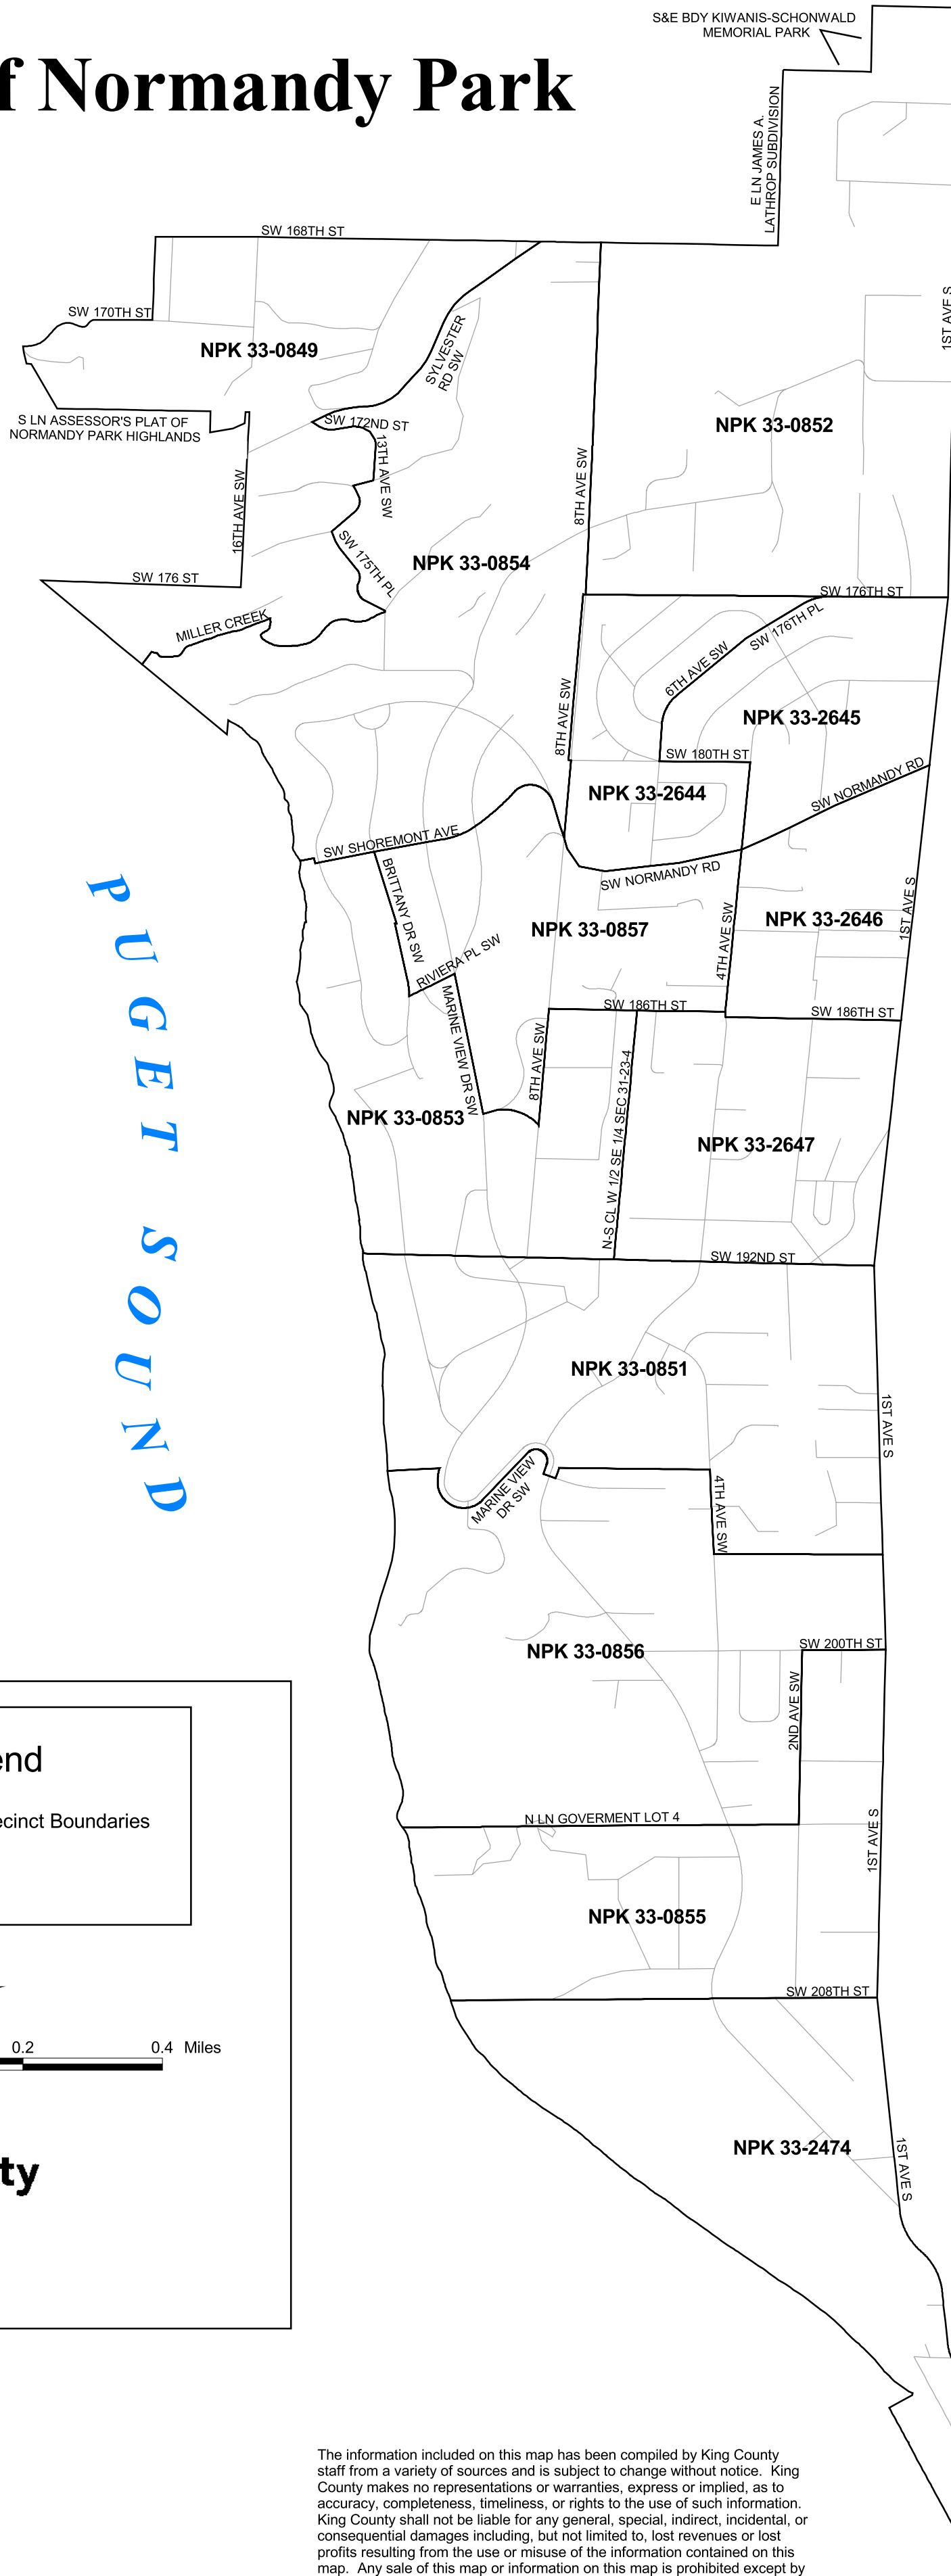 S&E BDY KIWANIS-SCHONWALD
MEMORIAL PARK
f Normandy Park
E LN JAMES A.
LATHROP SUBDIVISION
SW 168TH ST
1ST AVE S
SW 170TH ST
NPK 33-0849
SYLVESTER
RD SW
S LN ASSESSOR'S PLAT OF
NORMANDY PARK HIGHLANDS
SW 172ND ST
NPK 33-0852
13TH AVE SW
16TH AVE SW
8TH AVE SW
SW 175TH PL
NPK 33-0854
SW 176 ST
SW 176TH ST
MILLER CREEK
SW 176TH PL
6TH AVE SW
8TH AVE SW
NPK 33-2645
SW 180TH ST
NPK 33-2644
SW NORMANDY RD
SW SHOREMONT AVE
SW NORMANDY RD
BRITTANY DR SW
NPK 33-0857
4TH AVE SW
NPK 33-2646
1ST AVE S
RIVIERA PL SW
MARINE VIEW DR SW
SW 186TH ST
SW 186TH ST
8TH AVE SW
N-S CL W 1/2 SE 1/4 SEC 31-23-4
PUGET SOUND
NPK 33-0853
NPK 33-2647
SW 192ND ST
NPK 33-0851
1ST AVE S
MARINE VIEW
DR SW
4TH AVE SW
NPK 33-0856
SW 200TH ST
2ND AVE SW
end
ecinct Boundaries
N LN GOVERMENT LOT 4
1ST AVE S
NPK 33-0855
SW 208TH ST
0.2 0.4 Miles
NPK 33-2474
1ST AVE S
ty
The information included on this map has been compiled by King County
staff from a variety of sources and is subject to change without notice. King
County makes no representations or warranties, express or implied, as to
accuracy, completeness, timeliness, or rights to the use of such information.
King County shall not be liable for any general, special, indirect, incidental, or
consequential damages including, but not limited to, lost revenues or lost
profits resulting from the use or misuse of the information contained on this
map. Any sale of this map or information on this map is prohibited except by